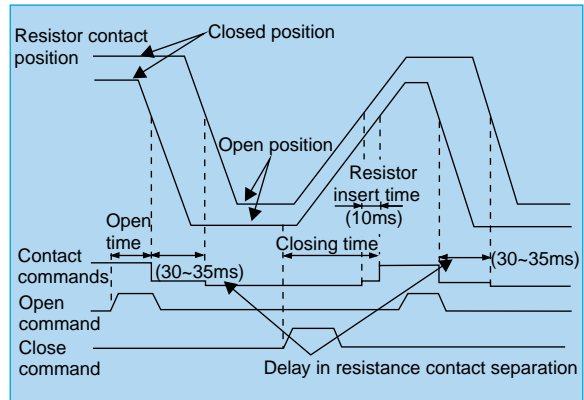 Resistor contact
position
Closed position
Open position
Resistor
insert time
(10ms)
Open
time
Closing time
(30~35ms)
(30~35ms)
Contact
commands
Open
command
Close
command
Delay in resistance contact separation